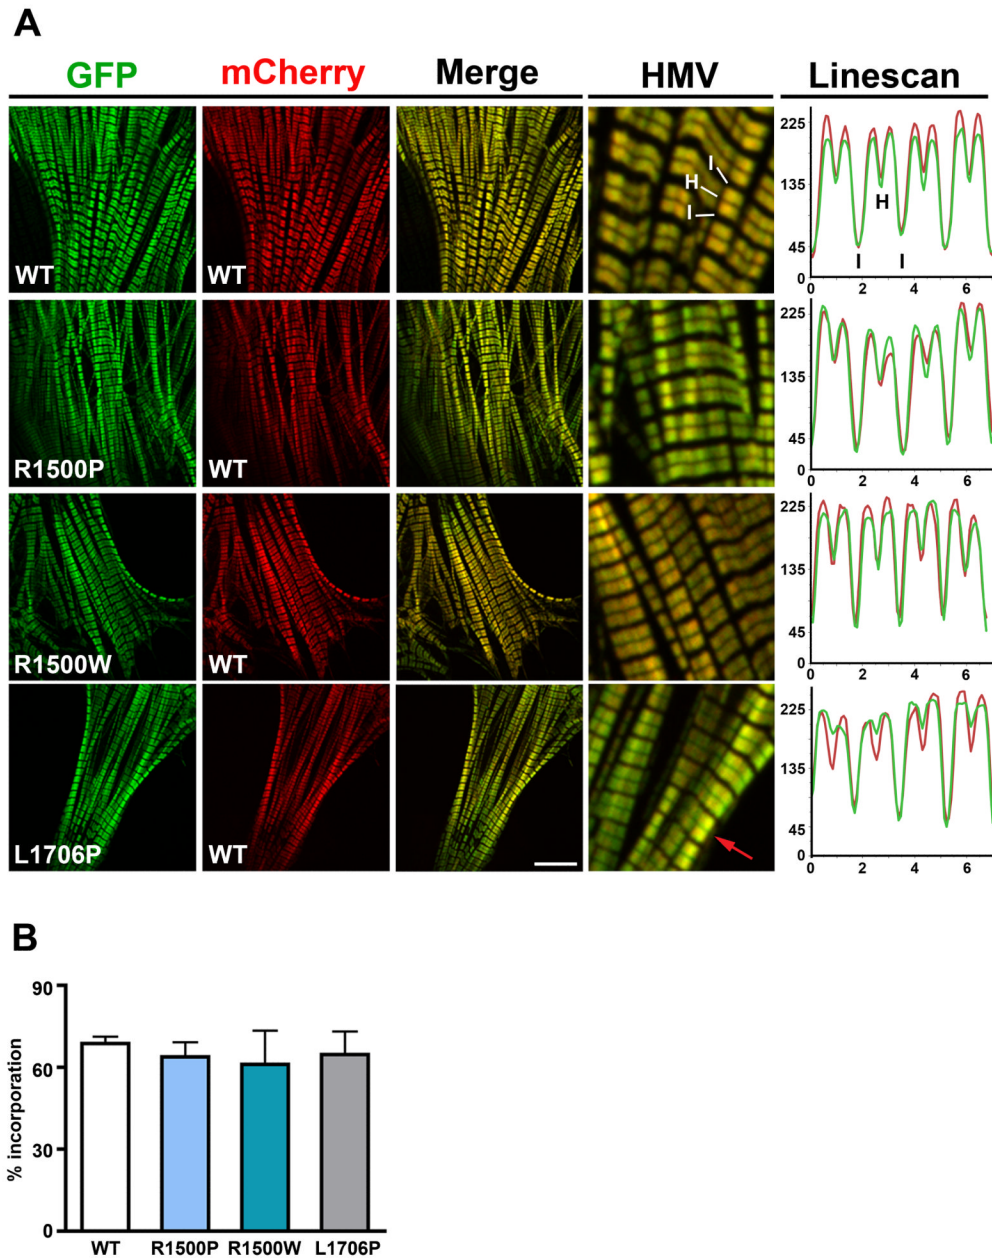 A
GFP mCherry Merge HMV Linescan
WT WT I H I
225
135
45
0
H
I I
0 2 4 6
R1500P WT
225
135
45
0
0 2 4 6
R1500W WT
225
135
45
0
0 2 4 6
L1706P WT
225
135
45
0
0 2 4 6
B
% incorporation
90
60
30
0
WT R1500P R1500W L1706P